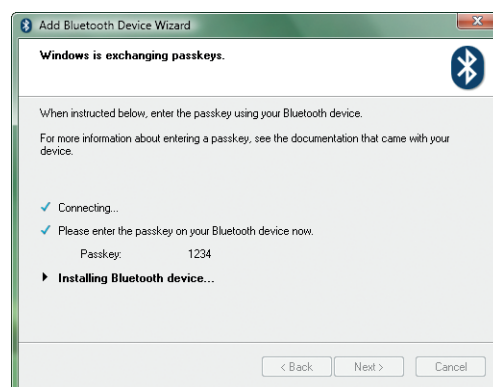 Add Bluetooth Device Wizard
Windows is exchanging passkeys.
When instructed below, enter the passkey using your Bluetooth device.
For more information about entering a passkey, see the documentation that came with your
device.
Connecting...
Please enter the passkey on your Bluetooth device now.
Passkey: 1234
Installing Bluetooth device...
< Back Next > Cancel